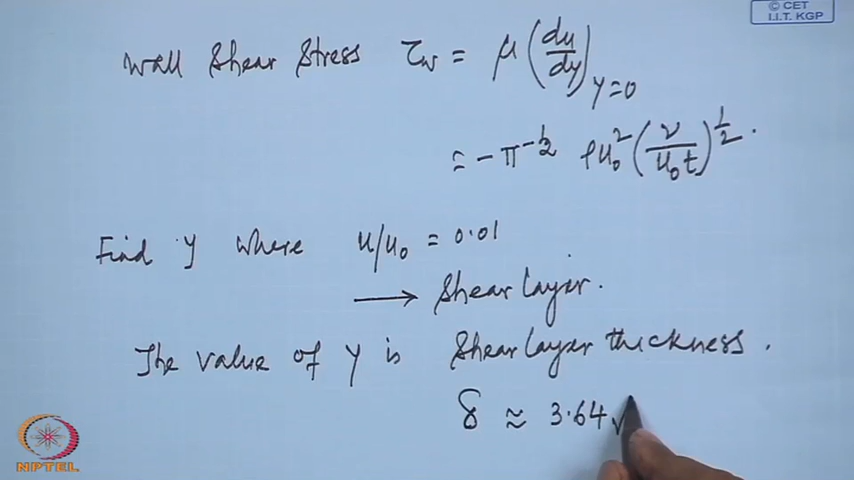 © CET
I.I.T. KGP
Wall Shear Stress τw = μ(du/dy)y=0
= - π^-1/2 ρu₀²(ν/u₀t)^1/2.
Find y where u/u₀ = 0.01
→ Shear layer.
The value of y is Shear layer thickness.
δ ≈ 3.64√
NPTEL